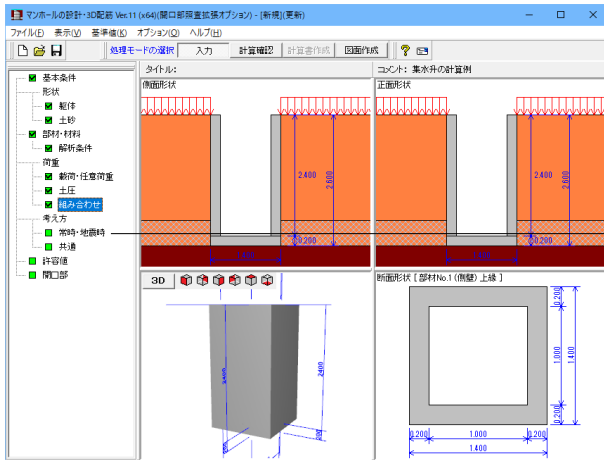 マンホールの設計・3D配筋 Ver.11 (x64)(開口部照査拡張オプション) - [新規](更新)
ファイル(F) 表示(V) 基準値(K) オプション(O) ヘルプ(H)
処理モードの選択 入力 計算確認 計算書作成 図面作成
基本条件
形状
躯体
土砂
部材・材料
解析条件
荷重
載荷・任意荷重
土圧
組み合わせ
考え方
常時・地震時
共通
許容値
開口部
タイトル:
コメント: 集水升の計算例
側面形状
2.400
2.600
0.200
正面形状
2.400
2.600
0.200
3D
2400
2400
200
断面形状 [ 部材No.1 (側壁) 上縁 ]
0.200
1.000
1.400
0.200
0.200
1.000
0.200
1.400